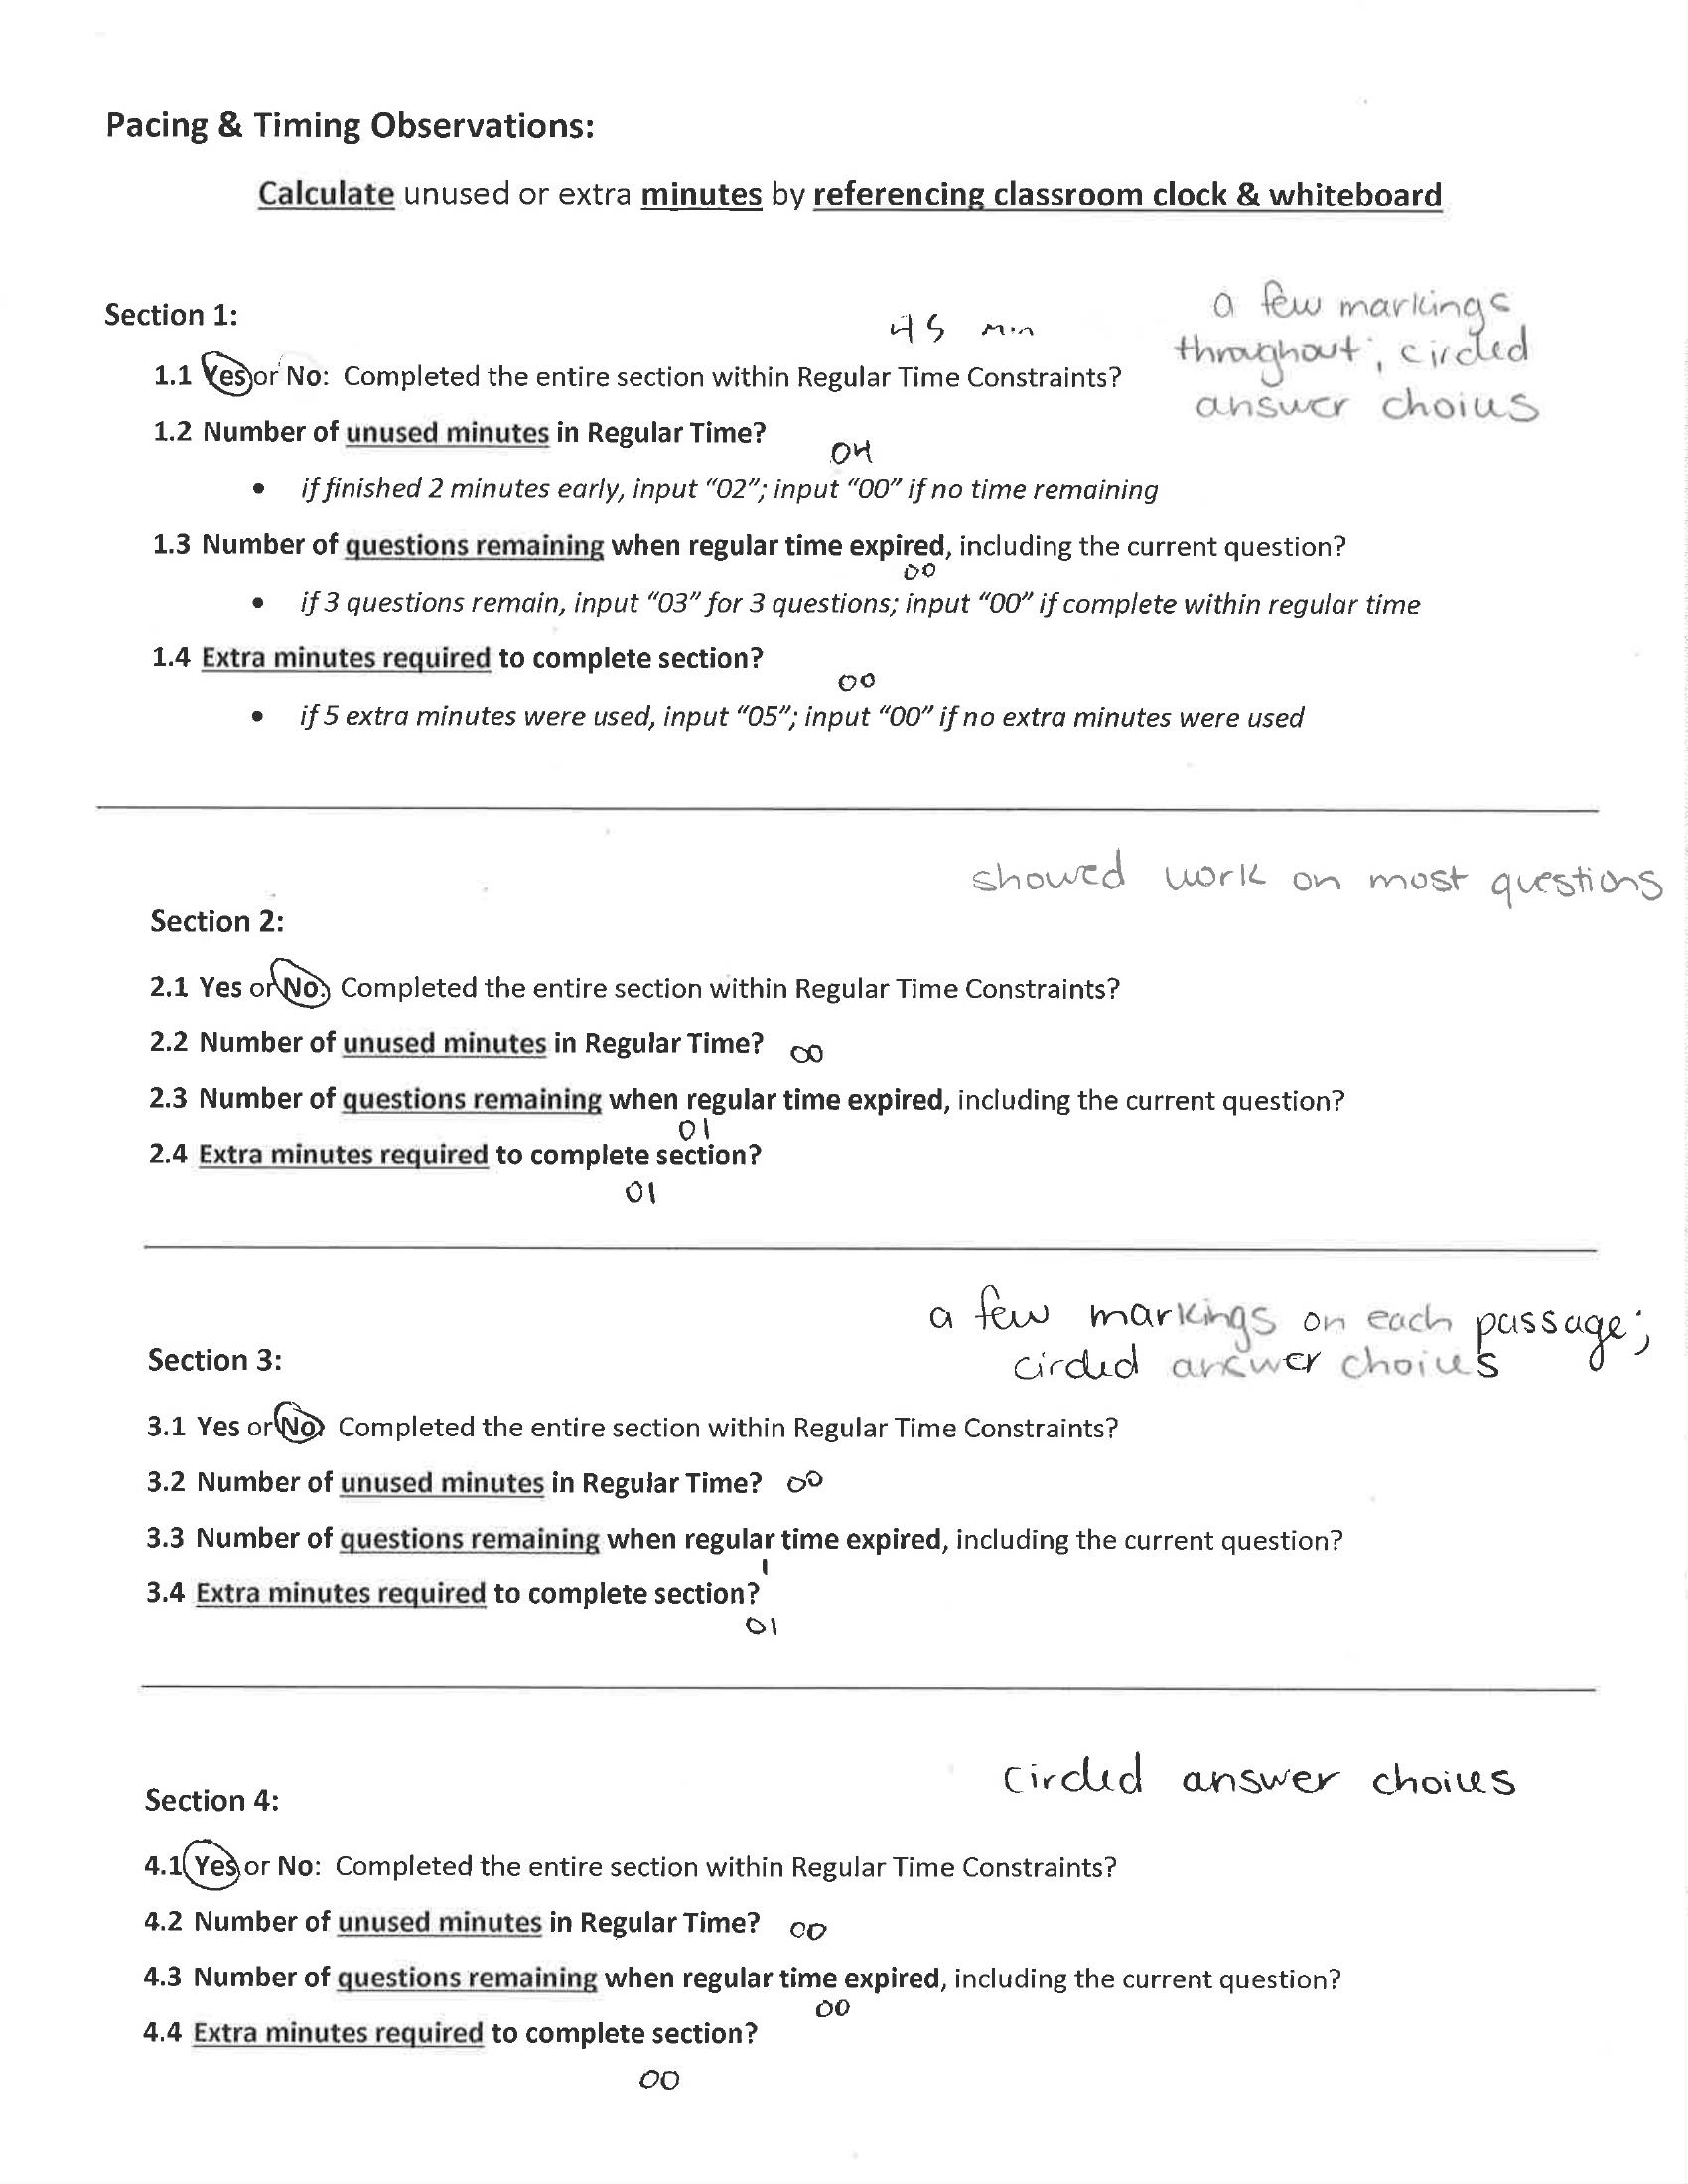 Pacing & Timing Observations:
Calculate unused or extra minutes by referencing classroom clock & whiteboard
Section 1:
45 min
a few markings
throughout; circled
answer choices
1.1 Yes or No: Completed the entire section within Regular Time Constraints?
1.2 Number of unused minutes in Regular Time?
04
• if finished 2 minutes early, input "02"; input "00" if no time remaining
1.3 Number of questions remaining when regular time expired, including the current question?
00
• if 3 questions remain, input "03" for 3 questions; input "00" if complete within regular time
1.4 Extra minutes required to complete section?
00
• if 5 extra minutes were used, input "05"; input "00" if no extra minutes were used
showed work on most questions
Section 2:
2.1 Yes or No: Completed the entire section within Regular Time Constraints?
2.2 Number of unused minutes in Regular Time? 00
2.3 Number of questions remaining when regular time expired, including the current question?
01
2.4 Extra minutes required to complete section?
01
a few markings on each passage;
circled answer choices
Section 3:
3.1 Yes or No: Completed the entire section within Regular Time Constraints?
3.2 Number of unused minutes in Regular Time? 00
3.3 Number of questions remaining when regular time expired, including the current question?
1
3.4 Extra minutes required to complete section?
01
circled answer choices
Section 4:
4.1 Yes or No: Completed the entire section within Regular Time Constraints?
4.2 Number of unused minutes in Regular Time? 00
4.3 Number of questions remaining when regular time expired, including the current question?
00
4.4 Extra minutes required to complete section?
00